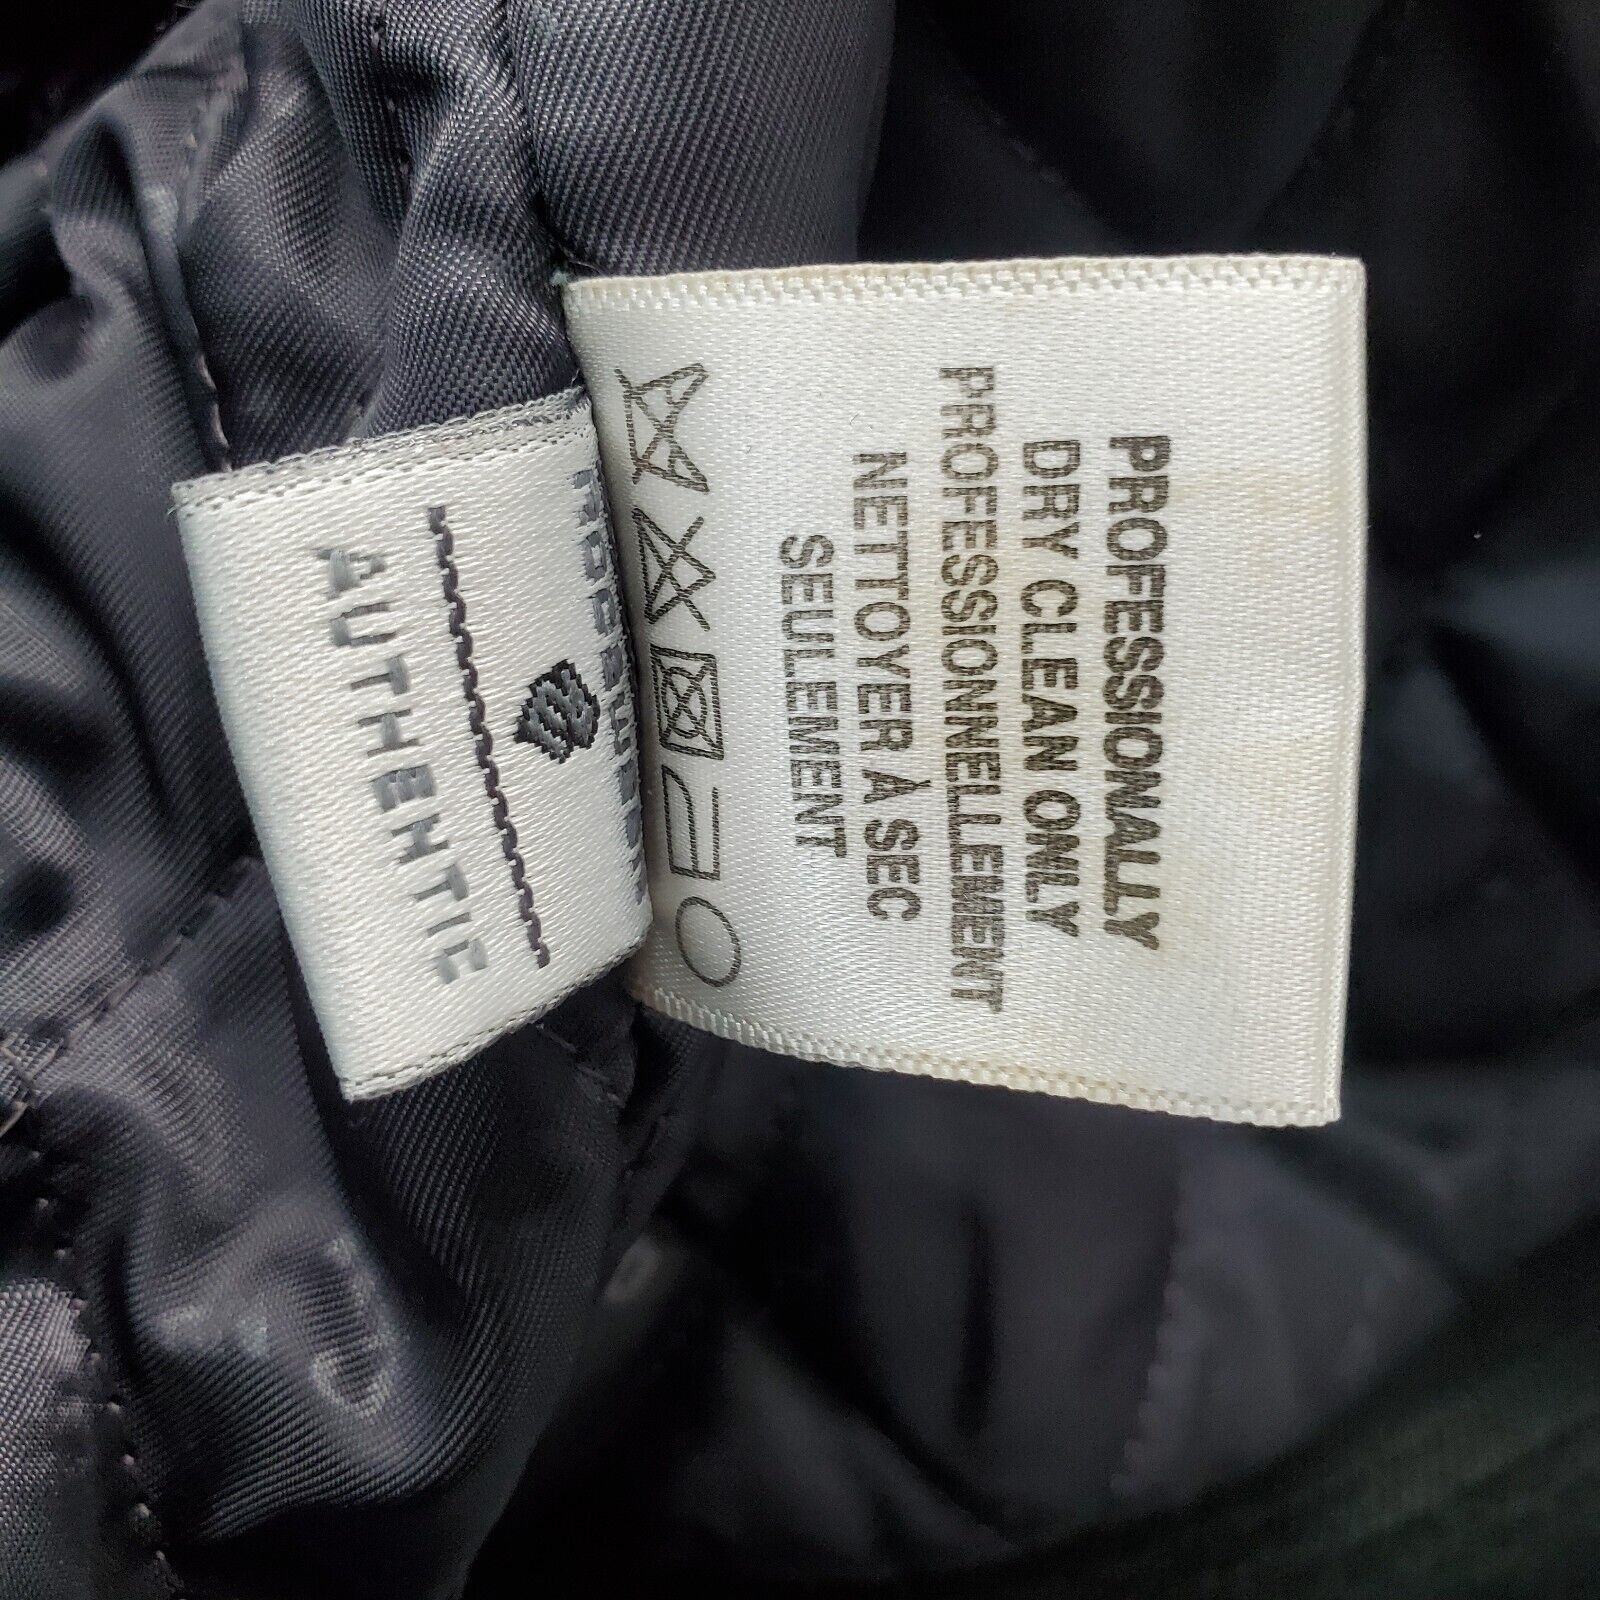 PROFESSIONALLY
DRY CLEAN ONLY
PROFESSIONNELLEMENT
NETTOYER À SEC
SEULEMENT
AUTHENTIC